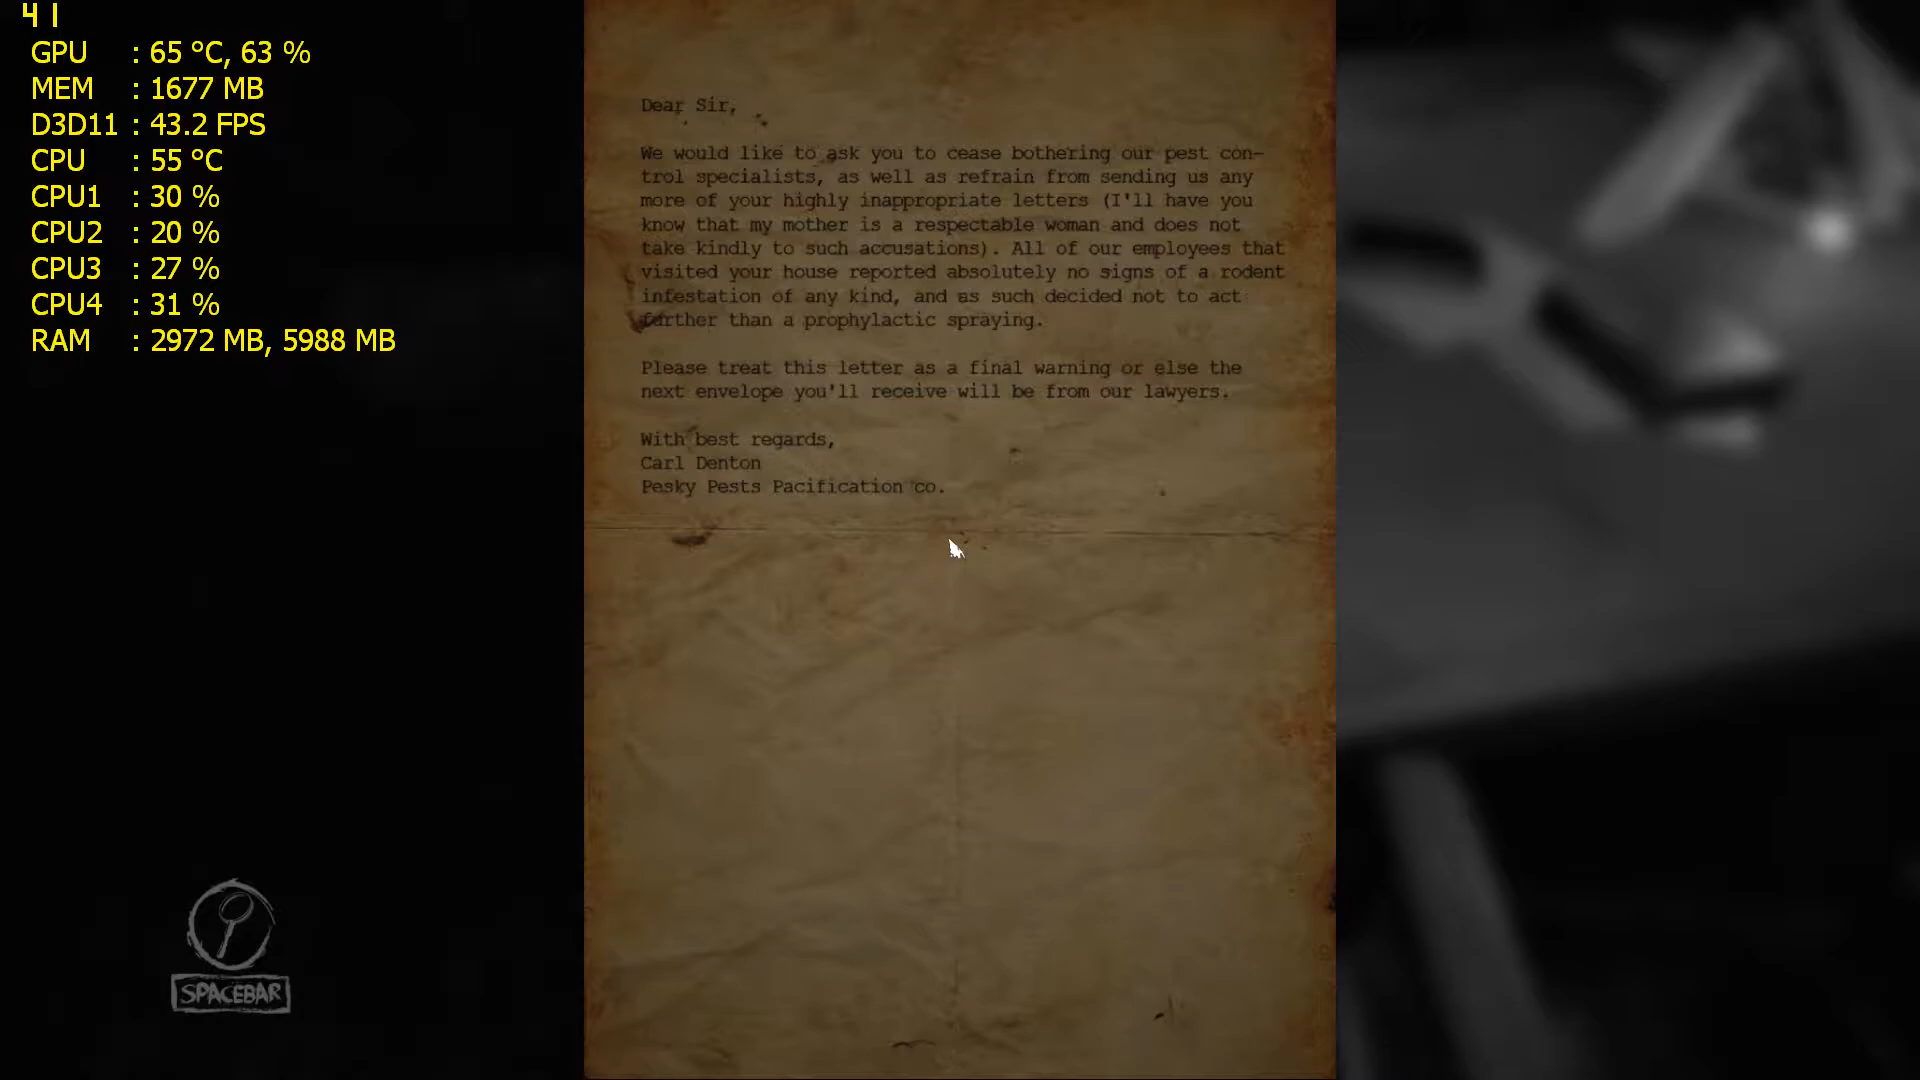 41
GPU : 65 °C, 63 %
MEM : 1677 MB
D3D11 : 43.2 FPS
CPU : 55 °C
CPU1 : 30 %
CPU2 : 20 %
CPU3 : 27 %
CPU4 : 31 %
RAM : 2972 MB, 5988 MB
Dear Sir,
We would like to ask you to cease bothering our pest con-
trol specialists, as well as refrain from sending us any
more of your highly inappropriate letters (I'll have you
know that my mother is a respectable woman and does not
take kindly to such accusations). All of our employees that
visited your house reported absolutely no signs of a rodent
infestation of any kind, and as such decided not to act
further than a prophylactic spraying.
Please treat this letter as a final warning or else the
next envelope you'll receive will be from our lawyers.
With best regards,
Carl Denton
Pesky Pests Pacification co.
SPACEBAR